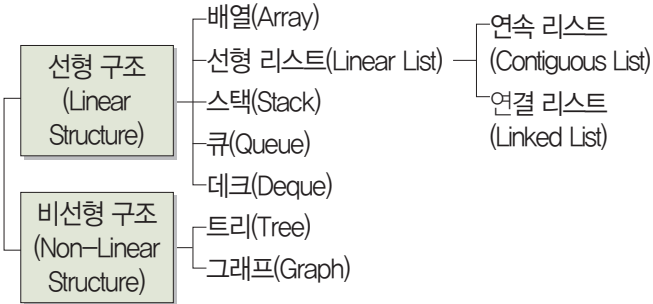 선형 구조
(Linear
Structure)
배열(Array)
선형 리스트(Linear List)
스택(Stack)
큐(Queue)
데크(Deque)
연속 리스트
(Contiguous List)
연결 리스트
(Linked List)
비선형 구조
(Non-Linear
Structure)
트리(Tree)
그래프(Graph)